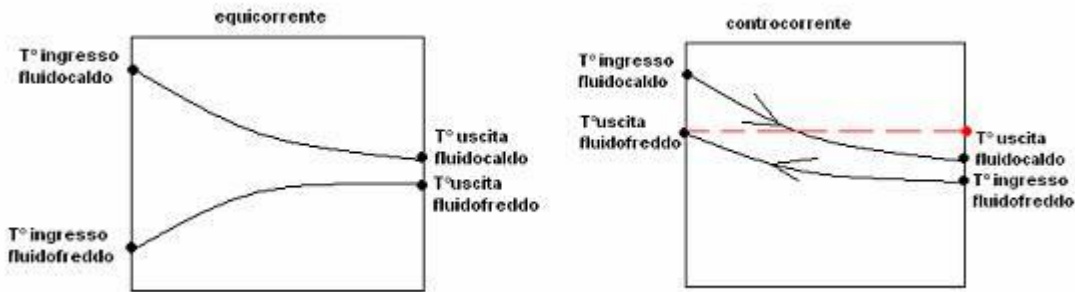 equicorrente
T° ingresso
fluidocaldo
T° uscita
fluidocaldo
T°uscita
fluidofreddo
T° ingresso
fluidofreddo
controcorrente
T° ingresso
fluidocaldo
T°uscita
fluidofreddo
T° uscita
fluidocaldo
T° ingresso
fluidofreddo